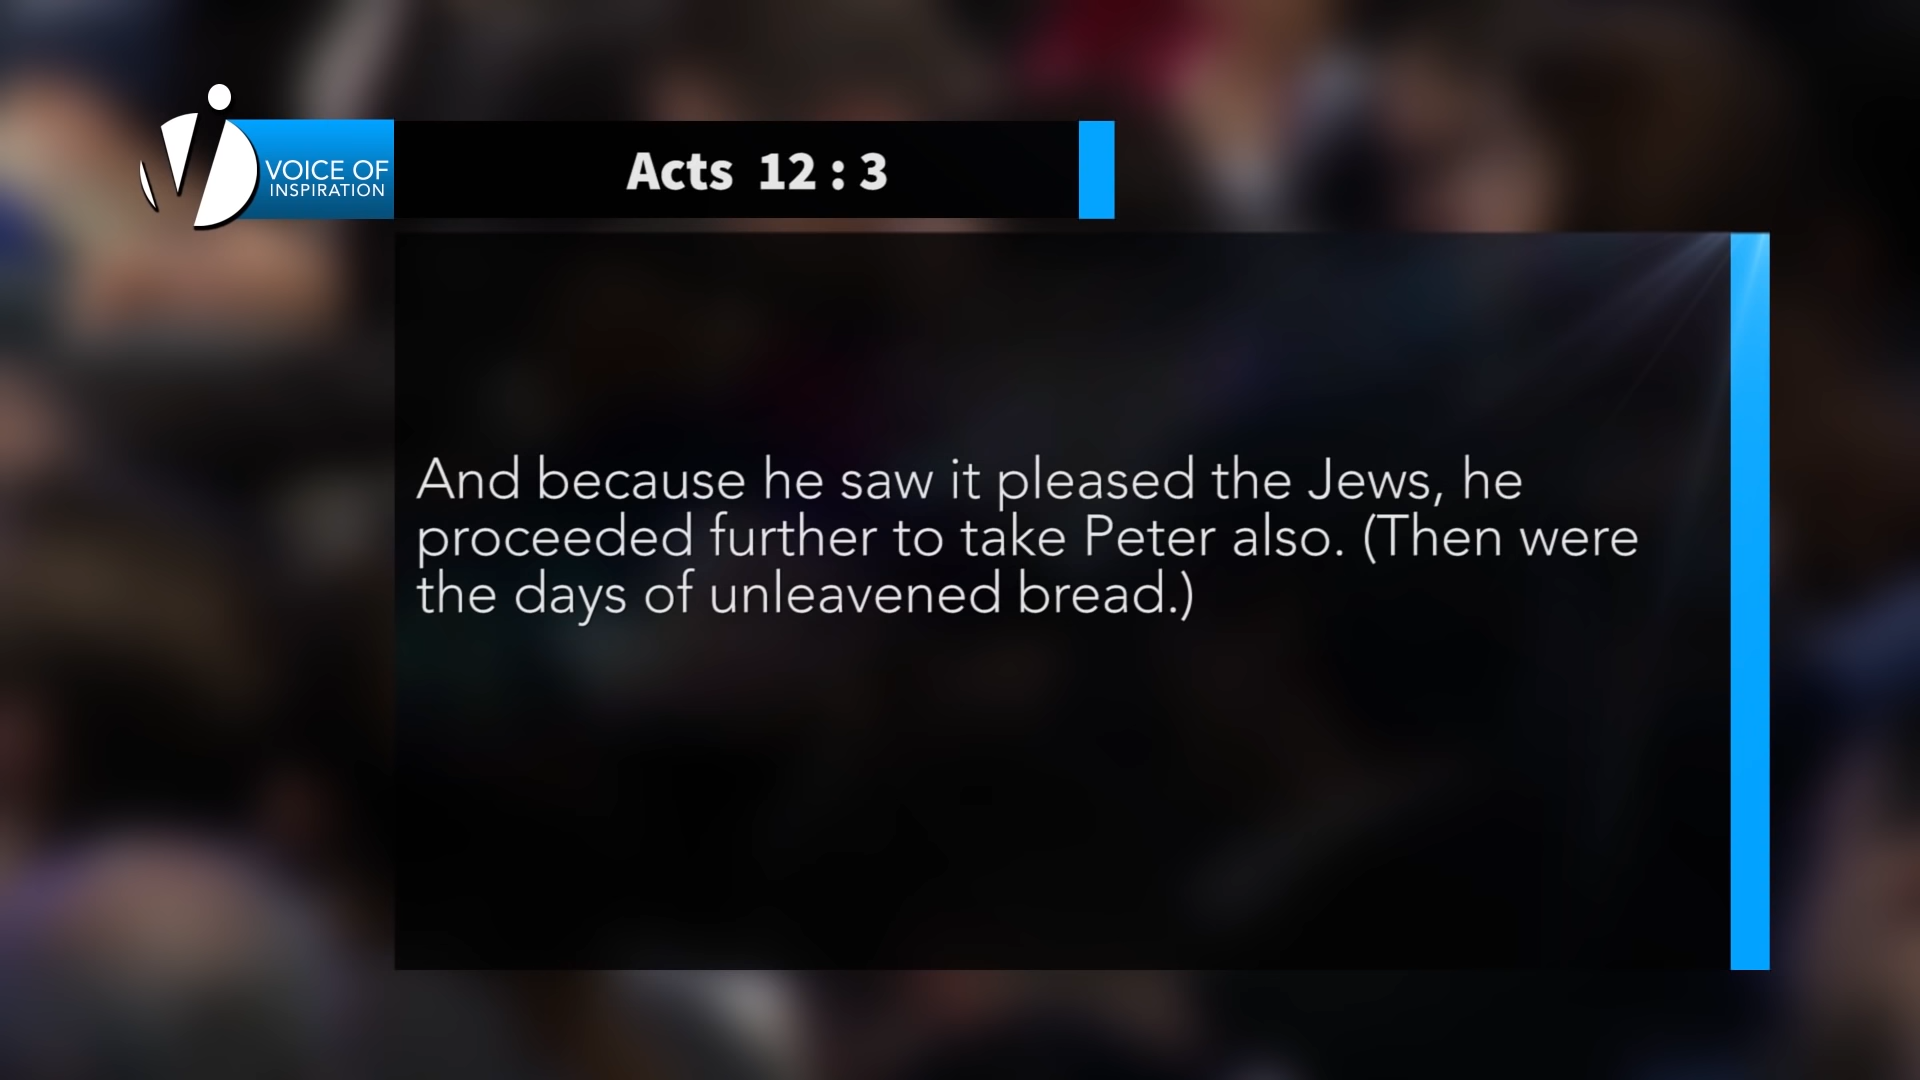 VOICE OF
INSPIRATION
Acts 12 : 3
And because he saw it pleased the Jews, he
proceeded further to take Peter also. (Then were
the days of unleavened bread.)